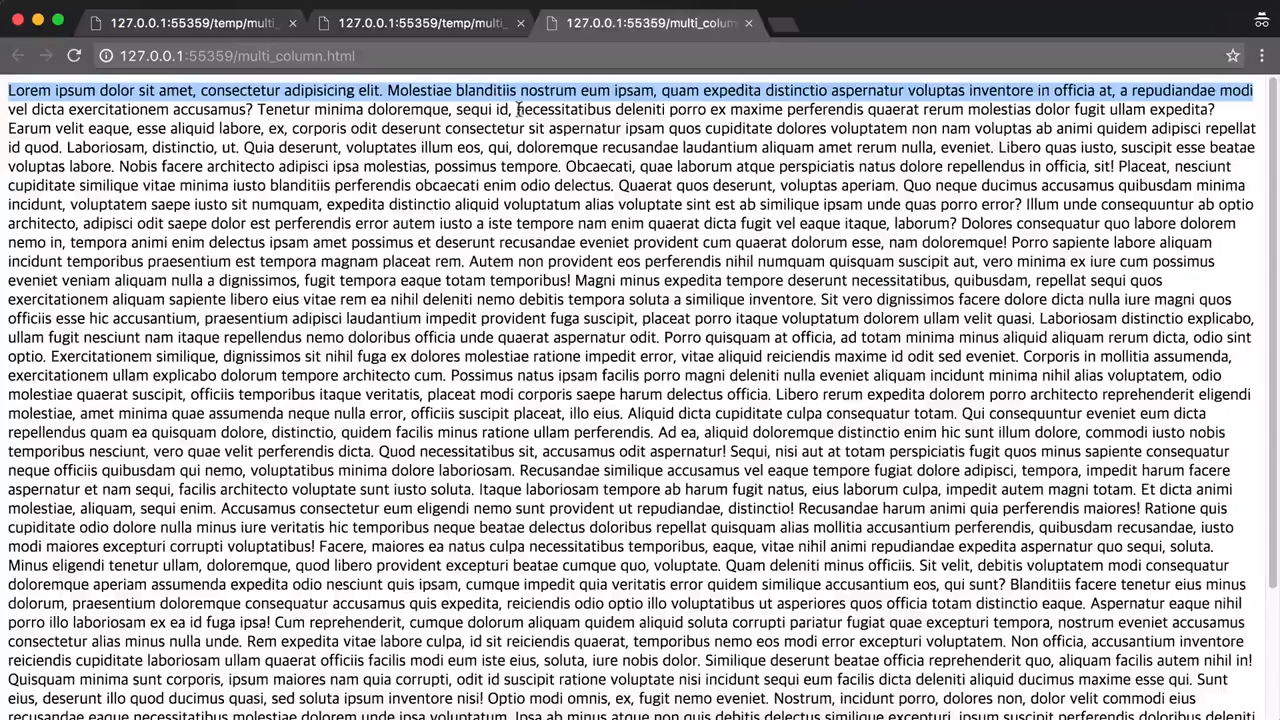 127.0.0.1:55359/temp/multi_
127.0.0.1:55359/temp/multi_
127.0.0.1:55359/multi_colum
127.0.0.1:55359/multi_column.html
Lorem ipsum dolor sit amet, consectetur adipisicing elit. Molestiae blanditiis nostrum eum ipsam, quam expedita distinctio aspernatur voluptas inventore in officia at, a repudiandae modi
vel dicta exercitationem accusamus? Tenetur minima doloremque, sequi id, necessitatibus deleniti porro ex maxime perferendis quaerat rerum molestias dolor fugit ullam expedita?
Earum velit eaque, esse aliquid labore, ex, corporis odit deserunt consectetur sit aspernatur ipsam quos cupiditate dolores voluptatem non nam voluptas ab animi quidem adipisci repellat
id quod. Laboriosam, distinctio, ut. Quia deserunt, voluptates illum eos, qui, doloremque recusandae laudantium aliquam amet rerum nulla, eveniet. Libero quas iusto, suscipit esse beatae
voluptas labore. Nobis facere architecto adipisci ipsa molestias, possimus tempore. Obcaecati, quae laborum atque perspiciatis natus dolore repellendus in officia, sit! Placeat, nesciunt
cupiditate similique vitae minima iusto blanditiis perferendis obcaecati enim odio delectus. Quaerat quos deserunt, voluptas aperiam. Quo neque ducimus accusamus quibusdam minima
incidunt, voluptatem saepe iusto sit numquam, expedita distinctio aliquid voluptatum alias voluptate sint est ab similique ipsam unde quas porro error? Illum unde consequuntur ab optio
architecto, adipisci odit saepe dolor est perferendis error autem iusto a iste tempore nam enim quaerat dicta fugit vel eaque itaque, laborum? Dolores consequatur quo labore dolorem
nemo in, tempora animi enim delectus ipsam amet possimus et deserunt recusandae eveniet provident cum quaerat dolorum esse, nam doloremque! Porro sapiente labore aliquam
incidunt temporibus praesentium est tempora magnam placeat rem. Autem non provident eos perferendis nihil numquam quisquam suscipit aut, vero minima ex iure cum possimus
eveniet veniam aliquam nulla a dignissimos, fugit tempora eaque totam temporibus! Magni minus expedita tempore deserunt necessitatibus, quibusdam, repellat sequi quos
exercitationem aliquam sapiente libero eius vitae rem ea nihil deleniti nemo debitis tempora soluta a similique inventore. Sit vero dignissimos facere dolore dicta nulla iure magni quos
officiis esse hic accusantium, praesentium adipisci laudantium impedit provident fuga suscipit, placeat porro itaque voluptatum dolorum velit quasi. Laboriosam distinctio explicabo,
ullam fugit nesciunt nam itaque repellendus nemo doloribus officia unde quaerat aspernatur odit. Porro quisquam at officia, ad totam minima minus aliquid aliquam rerum dicta, odio sint
optio. Exercitationem similique, dignissimos sit nihil fuga ex dolores molestiae ratione impedit error, vitae aliquid reiciendis maxime id odit sed eveniet. Corporis in mollitia assumenda,
exercitationem ullam explicabo dolorum tempore architecto cum. Possimus natus ipsam facilis porro magni deleniti nulla eveniet aliquam incidunt minima nihil alias voluptatem, odio
molestiae quaerat suscipit, officiis temporibus itaque veritatis, placeat modi corporis saepe harum delectus officia. Libero rerum expedita dolorem porro architecto reprehenderit eligendi
molestiae, amet minima quae assumenda neque nulla error, officiis suscipit placeat, illo eius. Aliquid dicta cupiditate culpa consequatur totam. Qui consequuntur eveniet eum dicta
repellendus quam ea quisquam dolore, distinctio, quidem facilis minus ratione ullam perferendis. Ad ea, aliquid doloremque distinctio enim hic sunt illum dolore, commodi iusto nobis
temporibus nesciunt, vero quae velit perferendis dicta. Quod necessitatibus sit, accusamus odit aspernatur! Sequi, nisi aut at totam perspiciatis fugit quos minus sapiente consequatur
neque officiis quibusdam qui nemo, voluptatibus minima dolore laboriosam. Recusandae similique accusamus vel eaque tempore fugiat dolore adipisci, tempora, impedit harum facere
aspernatur et nam sequi, facilis architecto voluptate sunt iusto soluta. Itaque laboriosam tempore ab harum fugit natus, eius laborum culpa, impedit autem magni totam. Et dicta animi
molestiae, aliquam, sequi enim. Accusamus consectetur eum eligendi nemo sunt provident ut repudiandae, distinctio! Recusandae harum animi quia perferendis maiores! Ratione quis
cupiditate odio dolore nulla minus iure veritatis hic temporibus neque beatae delectus doloribus repellat quisquam alias mollitia accusantium perferendis, quibusdam recusandae, iusto
modi maiores excepturi corrupti voluptatibus! Facere, maiores ea natus culpa necessitatibus temporibus, eaque, vitae nihil animi repudiandae expedita aspernatur quo sequi, soluta.
Minus eligendi tenetur ullam, doloremque, quod libero provident excepturi beatae cumque quo, voluptate. Quam deleniti minus officiis. Sit velit, debitis voluptatem modi consequatur
dolorem aperiam assumenda expedita odio nesciunt quis ipsam, cumque impedit quia veritatis error quidem similique accusantium eos, qui sunt? Blanditiis facere tenetur eius minus
dolorum, praesentium doloremque consequatur accusamus quis expedita, reiciendis odio optio illo voluptatibus ut asperiores quos officia totam distinctio eaque. Aspernatur eaque nihil
porro illo laboriosam ex ea id fuga ipsa! Cum reprehenderit, cumque dolorum aliquam quidem aliquid soluta corrupti pariatur fugiat quae excepturi tempora, nostrum eveniet accusamus
consectetur alias minus nulla unde. Rem expedita vitae labore culpa, id sit reiciendis quaerat, temporibus nemo eos modi error excepturi voluptatem. Non officia, accusantium inventore
reiciendis cupiditate laboriosam ullam quaerat officiis facilis modi eum iste eius, soluta, iure nobis dolor. Similique deserunt beatae officia reprehenderit quo, aliquam facilis autem nihil in!
Quisquam minima sunt corporis, ipsum maiores nam quia corrupti, odit id suscipit ratione voluptatum nesciunt sequi deleniti aliquid ducimus maxime esse qui. Sunt
eius, deserunt illo quod ducimus quasi, sed soluta ipsum inventore nisi! Optio modi omnis, ex, fugit nemo eveniet. Nostrum, incidunt porro, dolores non, dolor velit commodi eius
recusandae dolorem unde ipsa voluptatum. Ipsa ab minus atque non quis debitis eveniet temporibus, ipsum suscipit perferendis